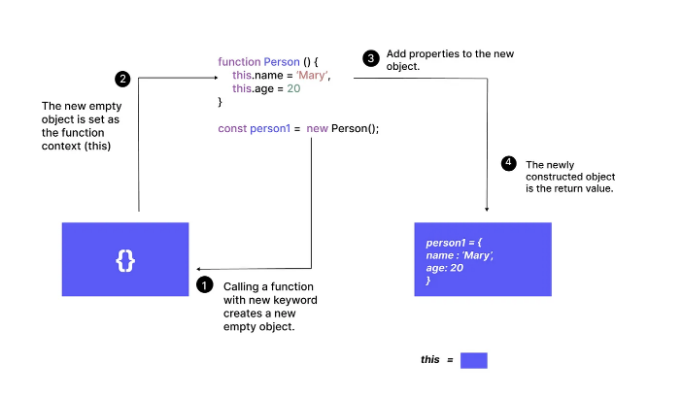 function Person () {
this.name = 'Mary',
this.age = 20
}
const person1 = new Person();
2
The new empty
object is set as
the function
context (this)
3
Add properties to the new
object.
4
The newly
constructed object
is the return value.
{}
1
Calling a function
with new keyword
creates a new
empty object.
person1 = {
name : 'Mary',
age: 20
}
this =